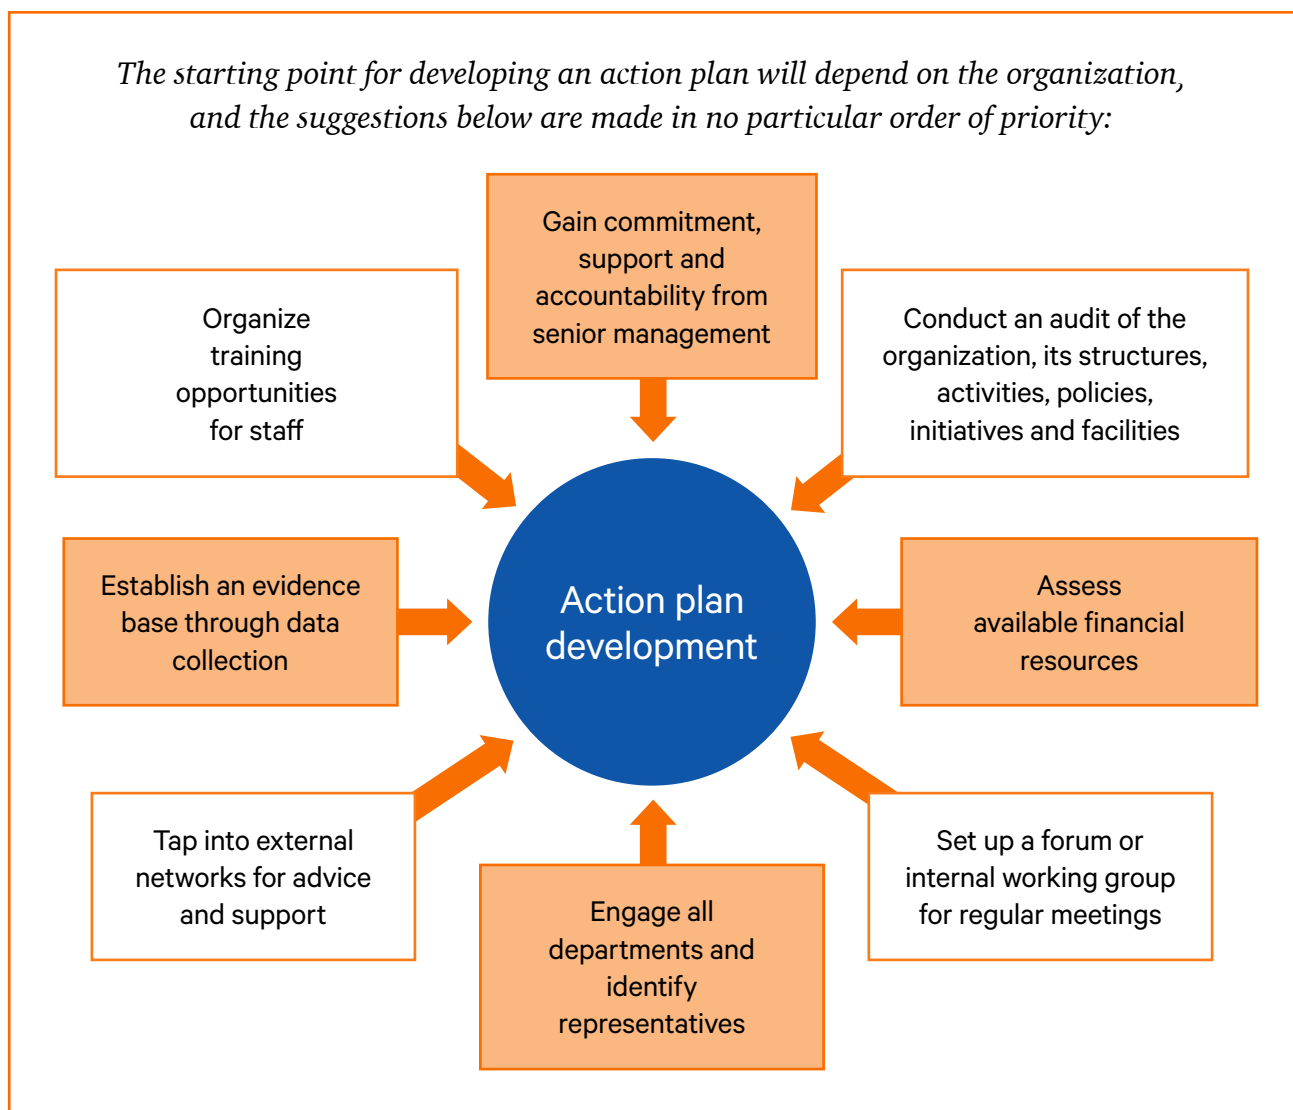 The starting point for developing an action plan will depend on the organization,
and the suggestions below are made in no particular order of priority:
Gain commitment,
support and
accountability from
senior management
Organize
training
opportunities
for staff
Conduct an audit of the
organization, its structures,
activities, policies,
initiatives and facilities
Establish an evidence
base through data
collection
Action plan
development
Assess
available financial
resources
Tap into external
networks for advice
and support
Engage all
departments and
identify
representatives
Set up a forum or
internal working group
for regular meetings